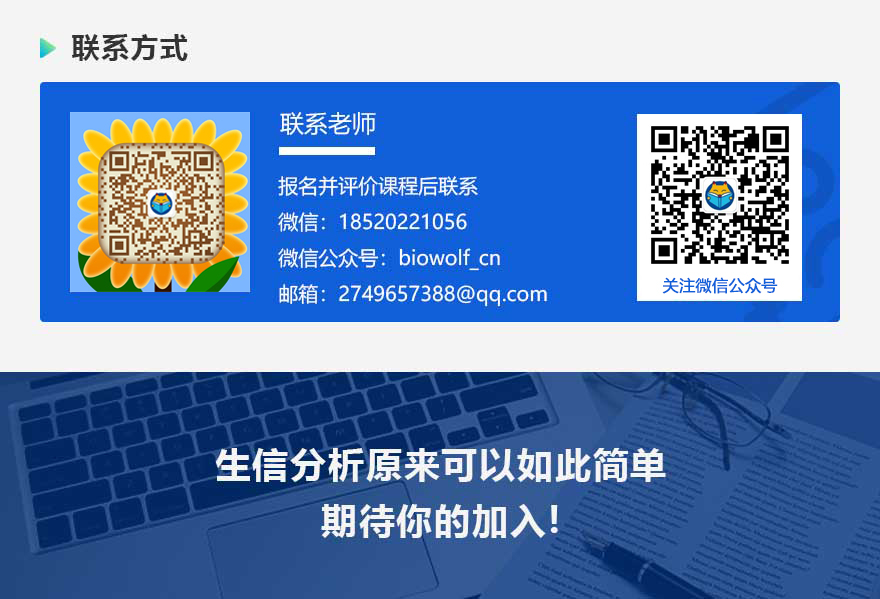 联系方式
联系老师
报名并评价课程后联系
微信：18520221056
微信公众号：biowolf_cn
邮箱：2749657388@qq.com
关注微信公众号
生信分析原来可以如此简单
期待你的加入!